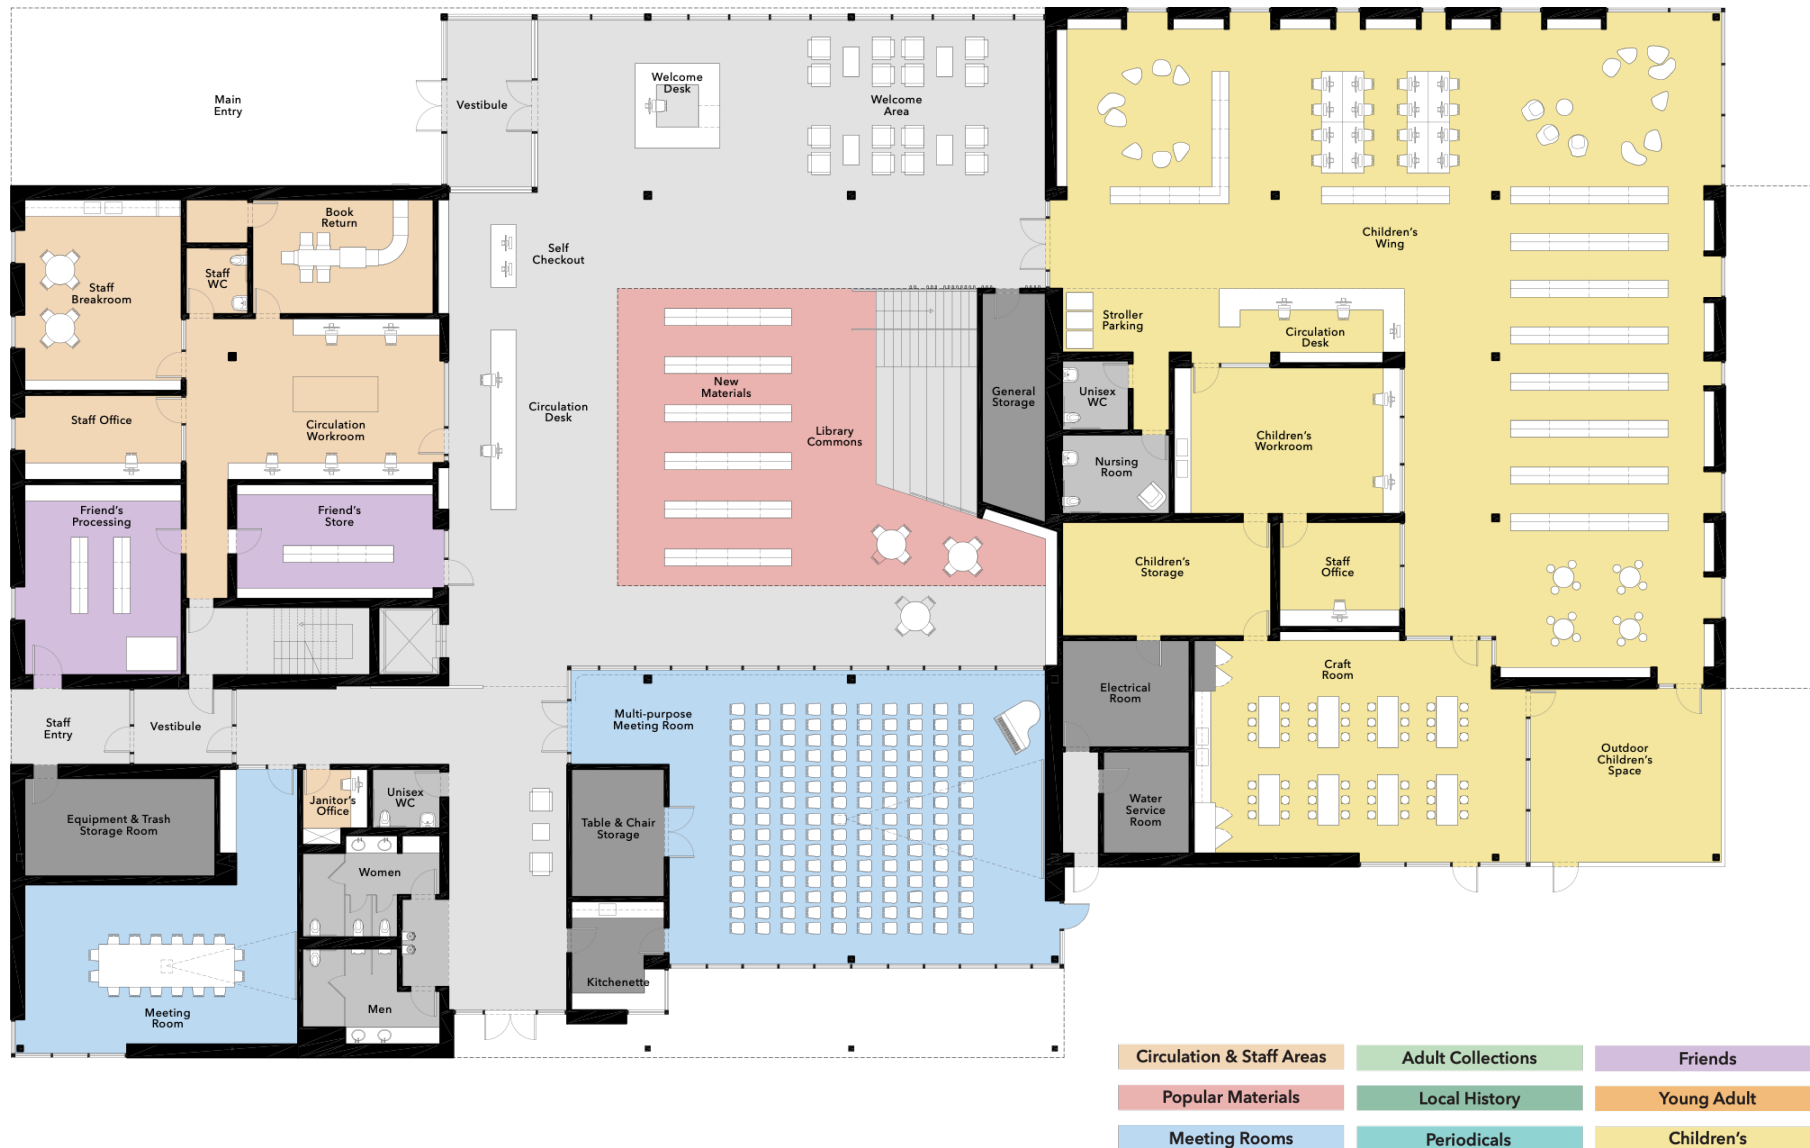 Main
Entry
Vestibule
Welcome
Desk
Welcome
Area
Book
Return
Staff
WC
Staff
Breakroom
Self
Checkout
Children's
Wing
Stroller
Parking
Circulation
Desk
Staff Office
Circulation
Workroom
Circulation
Desk
New
Materials
Library
Commons
General
Storage
Unisex
WC
Nursing
Room
Children's
Workroom
Friend's
Processing
Friend's
Store
Children's
Storage
Staff
Office
Staff
Entry
Vestibule
Multi-purpose
Meeting Room
Electrical
Room
Craft
Room
Outdoor
Children's
Space
Equipment & Trash
Storage Room
Janitor's
Office
Unisex
WC
Table & Chair
Storage
Water
Service
Room
Women
Men
Kitchenette
Meeting
Room
Circulation & Staff Areas
Adult Collections
Friends
Popular Materials
Local History
Young Adult
Meeting Rooms
Periodicals
Children's